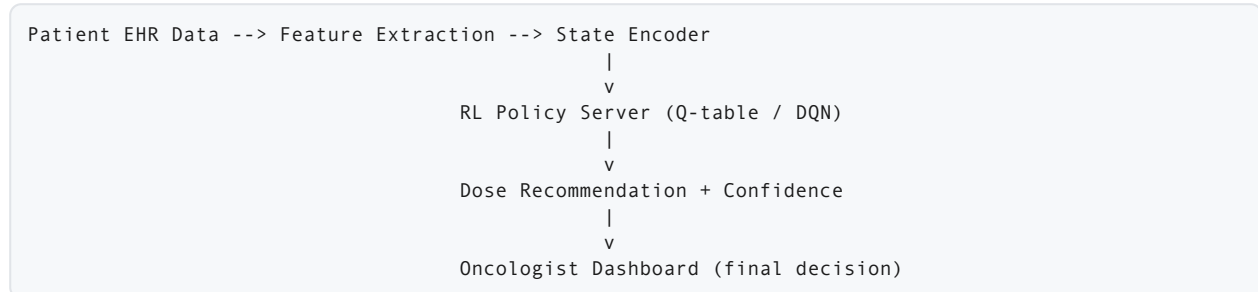 Patient EHR Data --> Feature Extraction --> State Encoder
|
v
RL Policy Server (Q-table / DQN)
|
v
Dose Recommendation + Confidence
|
v
Oncologist Dashboard (final decision)